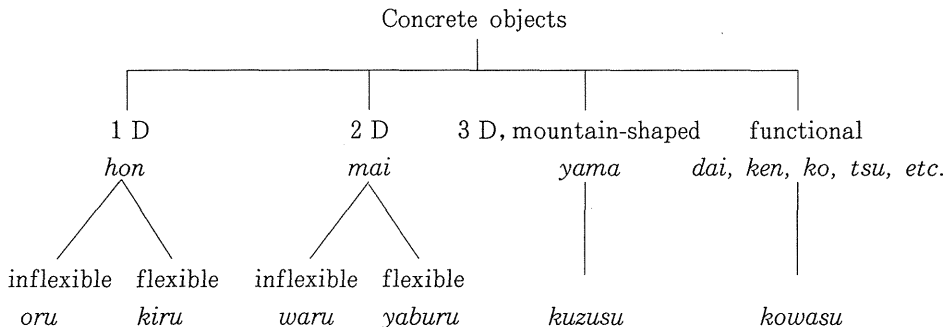 Concrete objects
1 D 2 D 3 D, mountain-shaped functional
hon mai yama dai, ken, ko, tsu, etc.
inflexible flexible inflexible flexible
oru kiru waru yaburu kuzusu kowasu